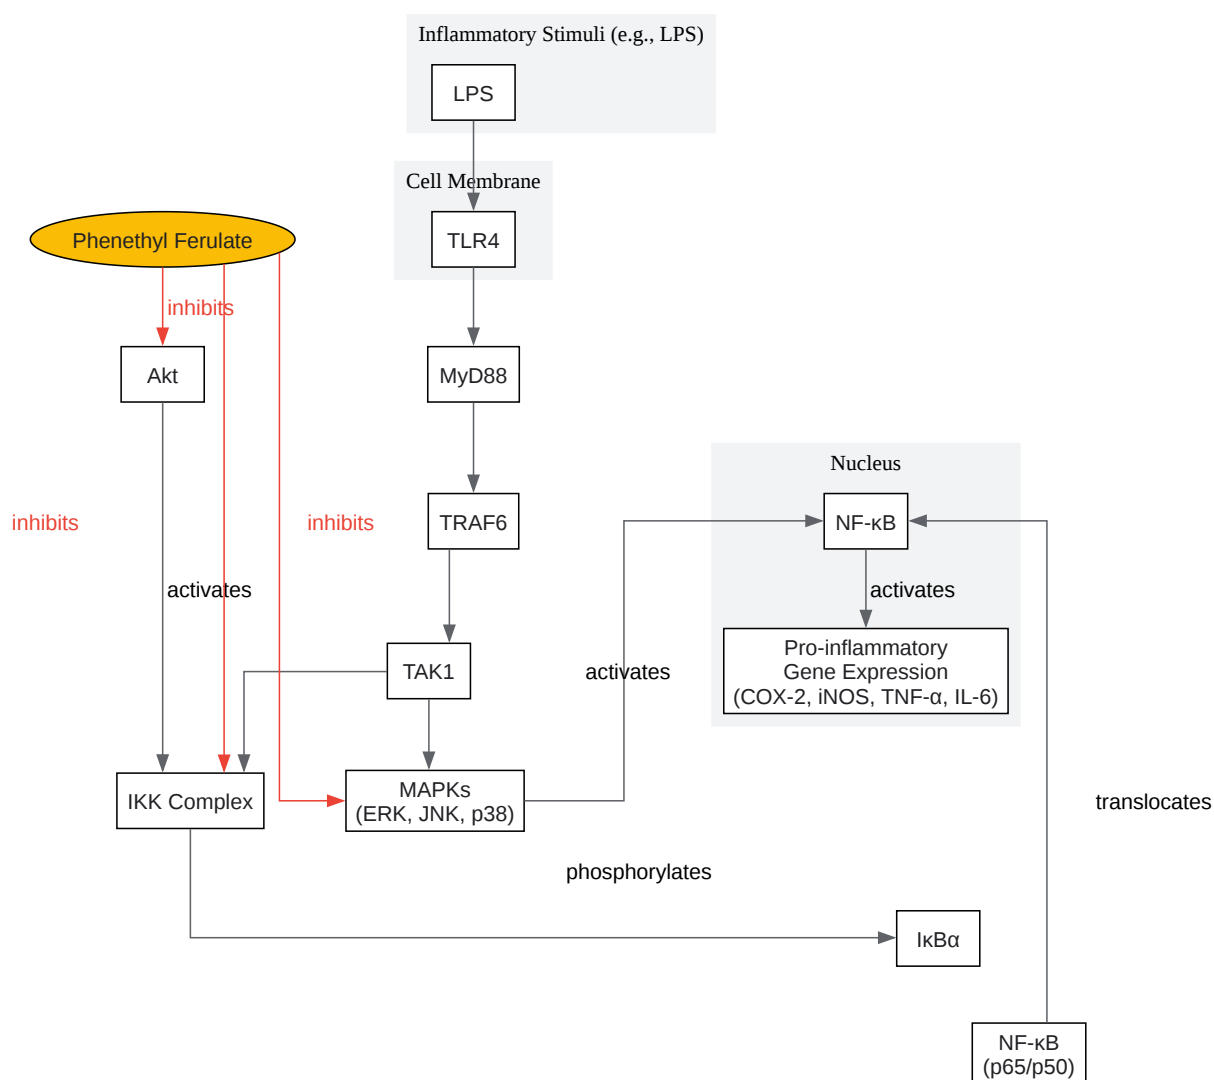 Inflammatory Stimuli (e.g., LPS)
LPS
Cell Membrane
TLR4
Phenethyl Ferulate
inhibits
Akt
MyD88
Nucleus
inhibits
inhibits
TRAF6
NF-κB
activates
activates
TAK1
activates
Pro-inflammatory
Gene Expression
(COX-2, iNOS, TNF-α, IL-6)
IKK Complex
MAPKs
(ERK, JNK, p38)
translocates
phosphorylates
IκBα
NF-κB
(p65/p50)